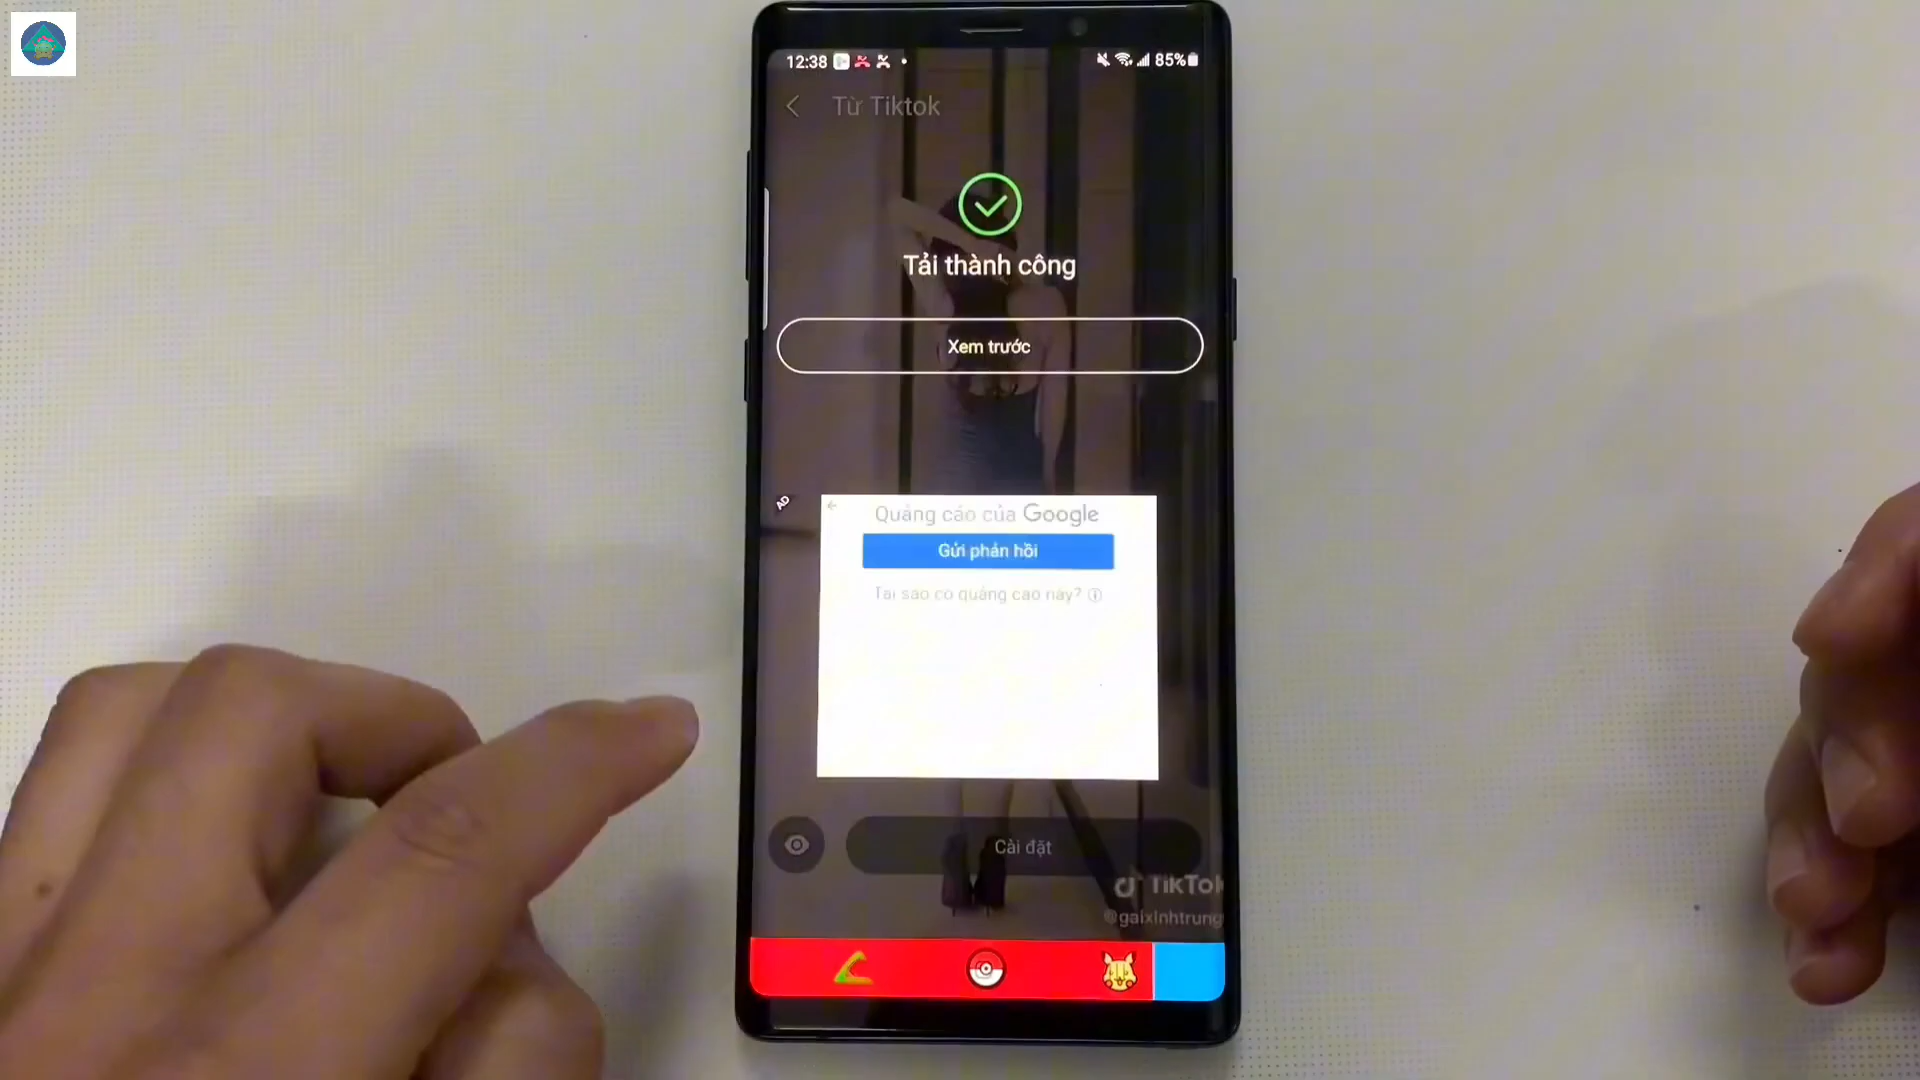 12:38
85%
Từ Tiktok
Tải thành công
Xem trước
AD
Quảng cáo của Google
Gửi phản hồi
Tại sao có quảng cáo này?
Cài đặt
TikTok
@gaixinhtrung